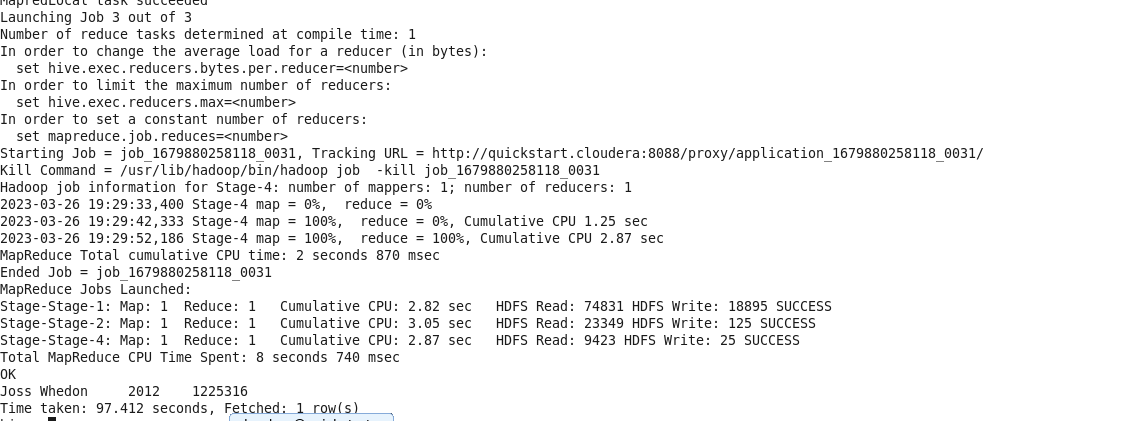 MapredLocal task succeeded
Launching Job 3 out of 3
Number of reduce tasks determined at compile time: 1
In order to change the average load for a reducer (in bytes):
  set hive.exec.reducers.bytes.per.reducer=<number>
In order to limit the maximum number of reducers:
  set hive.exec.reducers.max=<number>
In order to set a constant number of reducers:
  set mapreduce.job.reduces=<number>
Starting Job = job_1679880258118_0031, Tracking URL = http://quickstart.cloudera:8088/proxy/application_1679880258118_0031/
Kill Command = /usr/lib/hadoop/bin/hadoop job  -kill job_1679880258118_0031
Hadoop job information for Stage-4: number of mappers: 1; number of reducers: 1
2023-03-26 19:29:33,400 Stage-4 map = 0%,  reduce = 0%
2023-03-26 19:29:42,333 Stage-4 map = 100%,  reduce = 0%, Cumulative CPU 1.25 sec
2023-03-26 19:29:52,186 Stage-4 map = 100%,  reduce = 100%, Cumulative CPU 2.87 sec
MapReduce Total cumulative CPU time: 2 seconds 870 msec
Ended Job = job_1679880258118_0031
MapReduce Jobs Launched:
Stage-Stage-1: Map: 1  Reduce: 1   Cumulative CPU: 2.82 sec   HDFS Read: 74831 HDFS Write: 18895 SUCCESS
Stage-Stage-2: Map: 1  Reduce: 1   Cumulative CPU: 3.05 sec   HDFS Read: 23349 HDFS Write: 125 SUCCESS
Stage-Stage-4: Map: 1  Reduce: 1   Cumulative CPU: 2.87 sec   HDFS Read: 9423 HDFS Write: 25 SUCCESS
Total MapReduce CPU Time Spent: 8 seconds 740 msec
OK
Joss Whedon     2012    1225316
Time taken: 97.412 seconds, Fetched: 1 row(s)